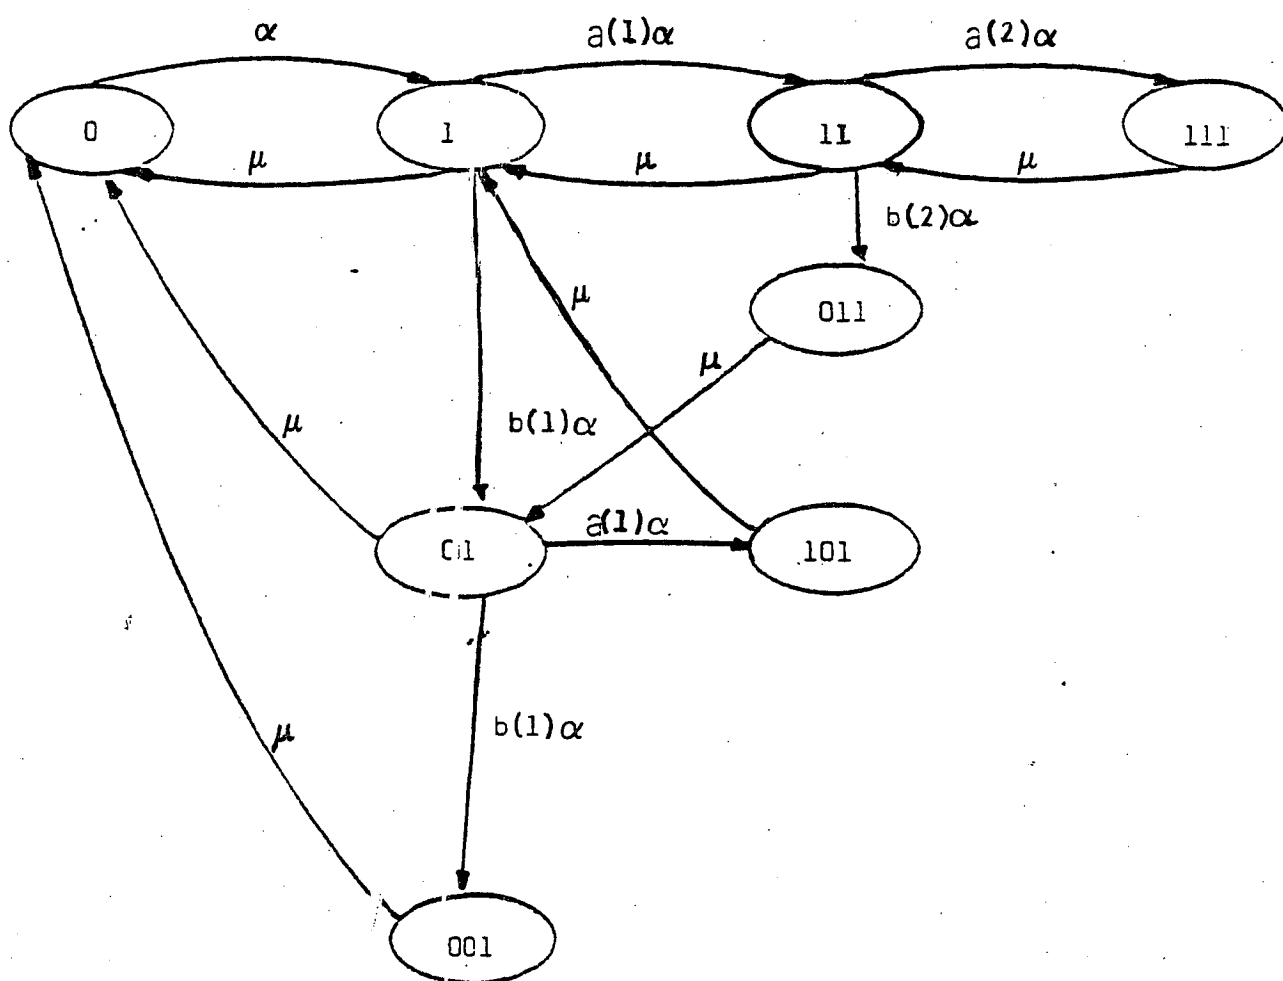 α a(1)α a(2)α
0 1 11 111
μ μ μ
b(2)α
μ 011
μ
μ b(1)α
a(1)α
01 101
μ b(1)α
001